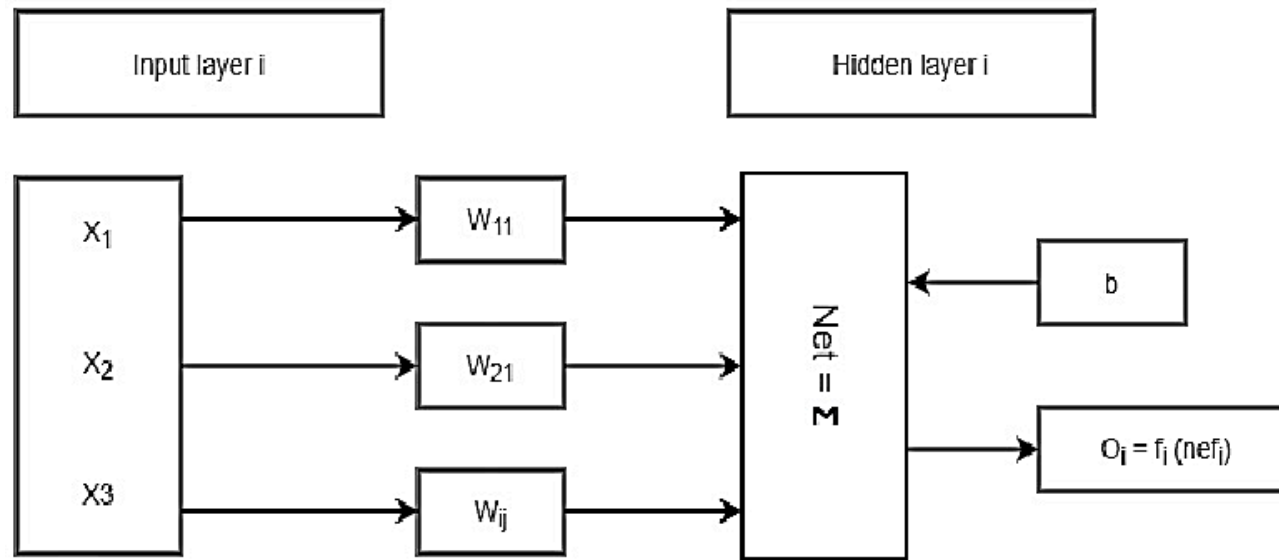 Input layer i
Hidden layer i
X₁
W₁₁
b
X₂
W₂₁
Net = Σ
Oᵢ = fᵢ (nefᵢ)
X3
Wᵢⱼ